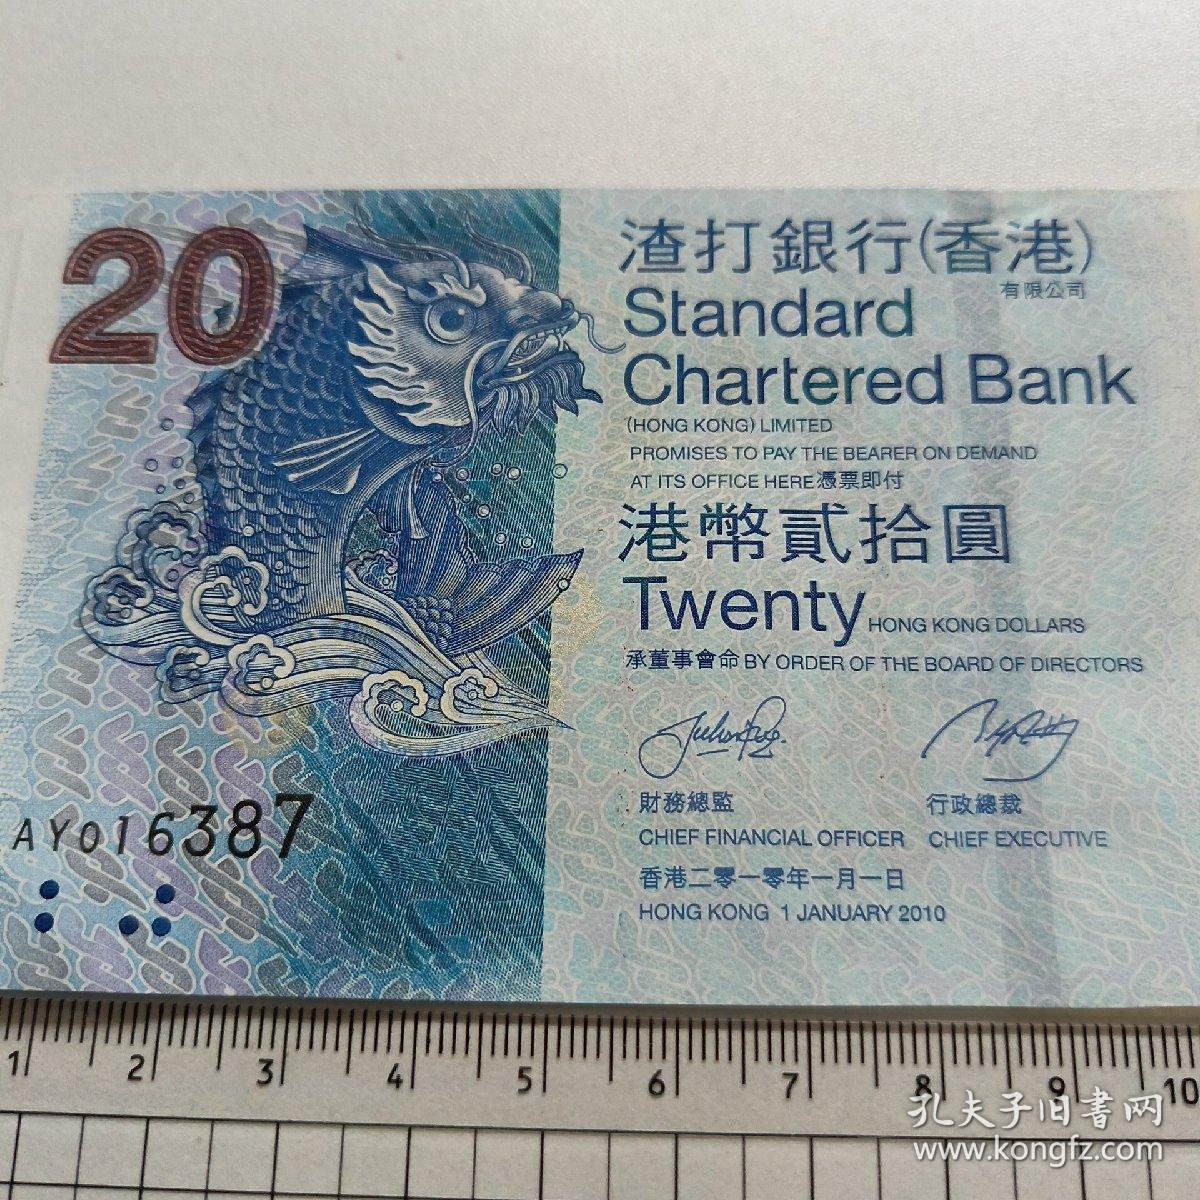 20
渣打銀行(香港)
有限公司
Standard
Chartered Bank
(HONG KONG) LIMITED
PROMISES TO PAY THE BEARER ON DEMAND
AT ITS OFFICE HERE憑票即付
港幣貳拾圓
Twenty HONG KONG DOLLARS
承董事會命 BY ORDER OF THE BOARD OF DIRECTORS
財務總監 行政總裁
CHIEF FINANCIAL OFFICER CHIEF EXECUTIVE
香港二零一零年一月一日
HONG KONG 1 JANUARY 2010
AY016387
1 2 3 4 5 6 7 8 9 10
孔夫子旧書网
www.kongfz.com